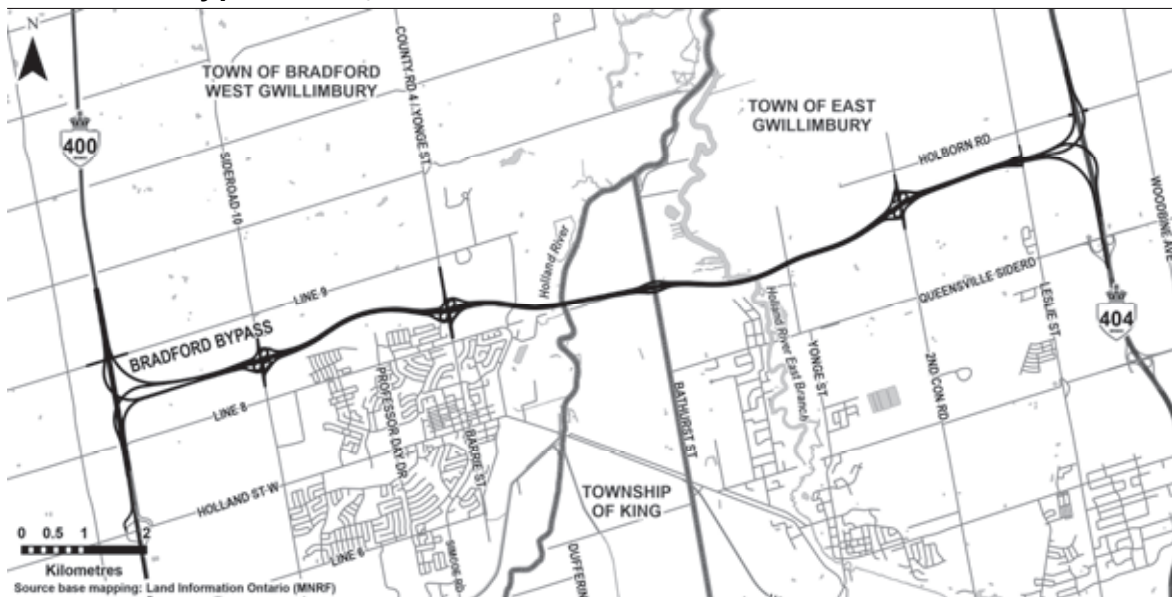 N
TOWN OF BRADFORD
WEST GWILLIMBURY
COUNTY RD 4 / YONGE ST.
TOWN OF EAST
GWILLIMBURY
400
SIDEROAD 10
HOLBORN RD
WOODBINE AVE
Holland River
LINE 9
QUEENSVILLE SIDERD
BRADFORD BYPASS
LESLIE ST.
404
Holland River East Branch
YONGE ST.
2ND CON RD
PROFESSOR DAY DR
LINE 8
BATHURST ST
BARRIE ST.
HOLLAND ST W
TOWNSHIP
OF KING
0 0.5 1 2
Kilometres
LINE 6
SIMCOE RD
DUFFERIN
Source base mapping: Land Information Ontario (MNRF)